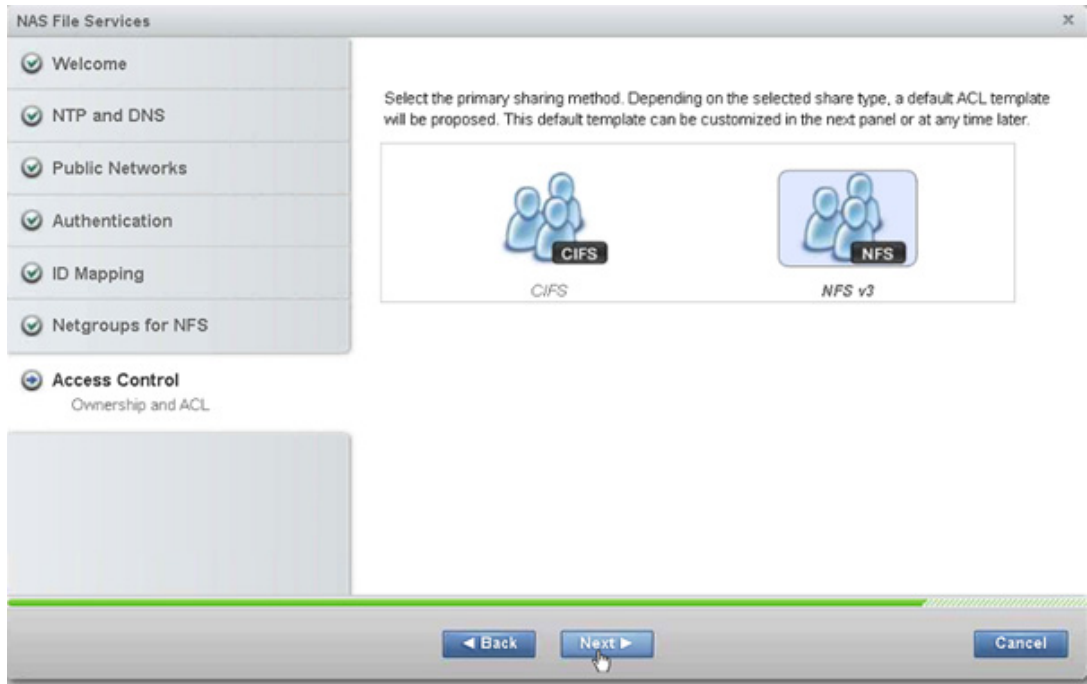 NAS File Services
x
Welcome
NTP and DNS
Public Networks
Authentication
ID Mapping
Netgroups for NFS
Access Control
Ownership and ACL
Select the primary sharing method. Depending on the selected share type, a default ACL template
will be proposed. This default template can be customized in the next panel or at any time later.
CIFS
NFS
CIFS
NFS v3
Back
Next
Cancel